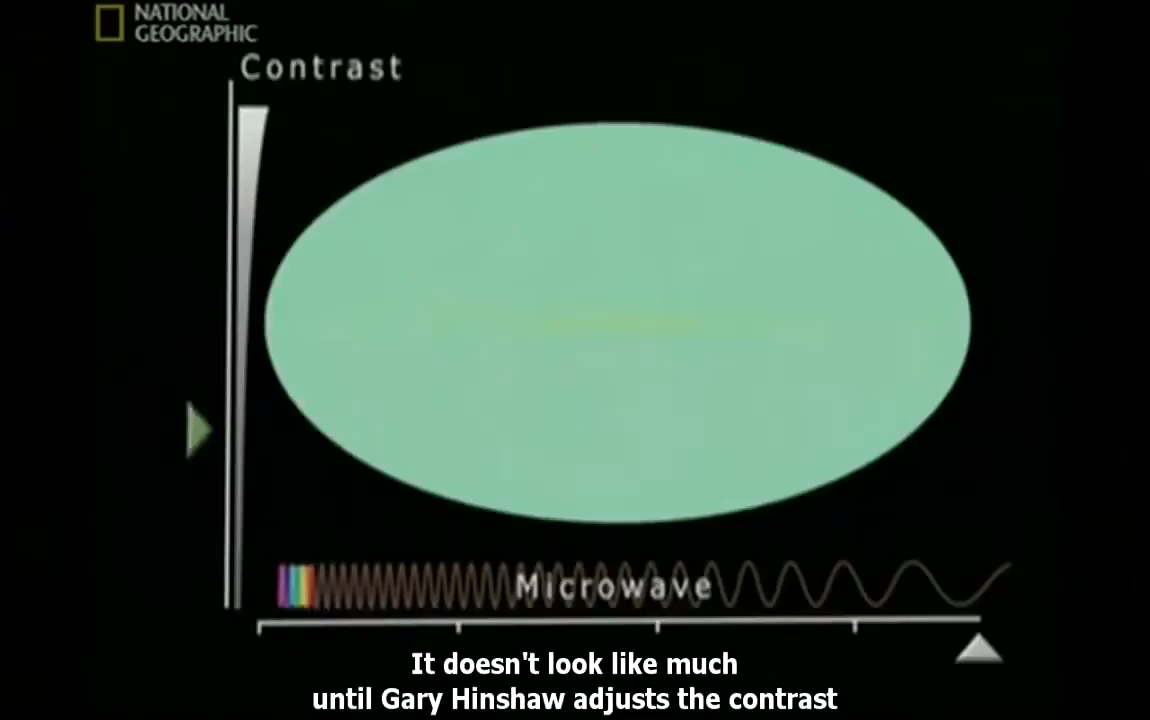 NATIONAL
GEOGRAPHIC
Contrast
Microwave
It doesn't look like much
until Gary Hinshaw adjusts the contrast